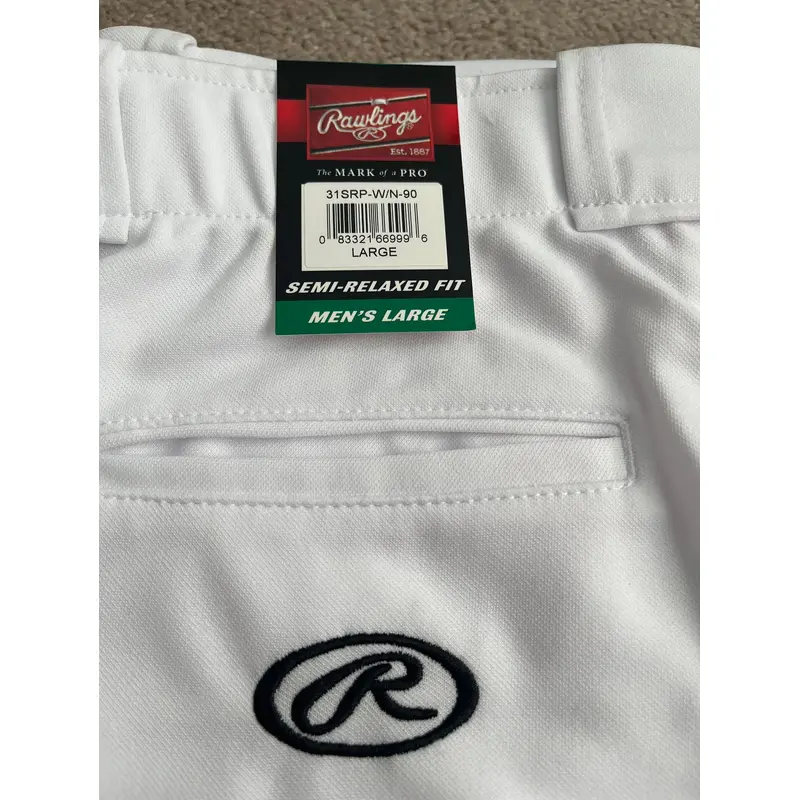 Rawlings
R
Est. 1887
The MARK of a PRO
31SRP-W/N-90
0 83321 66999 6
LARGE
SEMI-RELAXED FIT
MEN'S LARGE
R